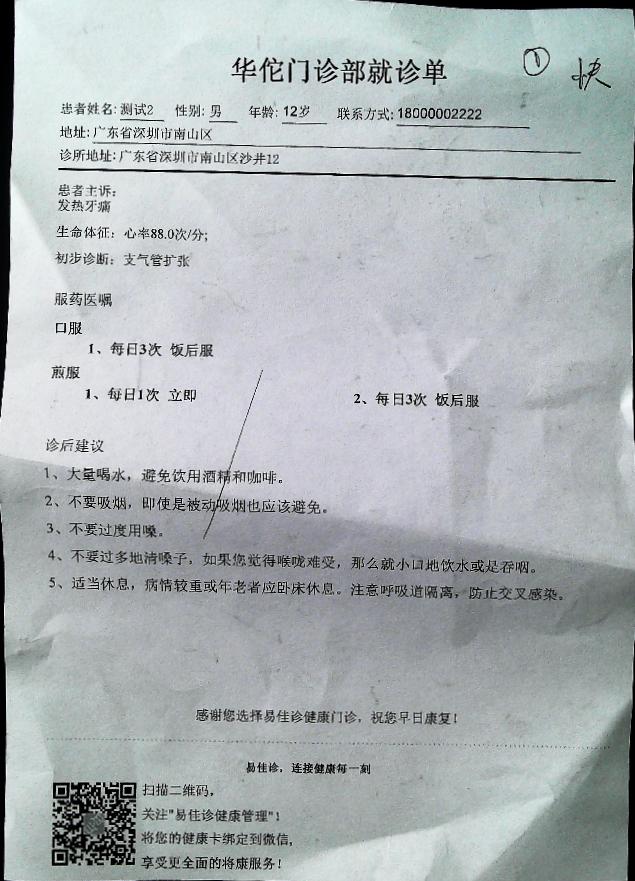 华佗门诊部就诊单 ① 快
患者姓名: 测试2 性别: 男 年龄: 12岁 联系方式: 18000002222
地址: 广东省深圳市南山区
诊所地址: 广东省深圳市南山区沙井12
患者主诉:
发热牙痛
生命体征: 心率88.0次/分;
初步诊断: 支气管扩张
服药医嘱
口服
1、每日3次 饭后服
煎服
1、每日1次 立即 2、每日3次 饭后服
诊后建议
1、大量喝水，避免饮用酒精和咖啡。
2、不要吸烟，即使是被动吸烟也应该避免。
3、不要过度用嗓。
4、不要过多地清嗓子，如果您觉得喉咙难受，那么就小口地饮水或是吞咽。
5、适当休息，病情较重或年老者应卧床休息。注意呼吸道隔离，防止交叉感染。
感谢您选择易佳诊健康门诊，祝您早日康复!
易佳诊，连接健康每一刻
扫描二维码，
关注"易佳诊健康管理"!
将您的健康卡绑定到微信，
享受更全面的将康服务!